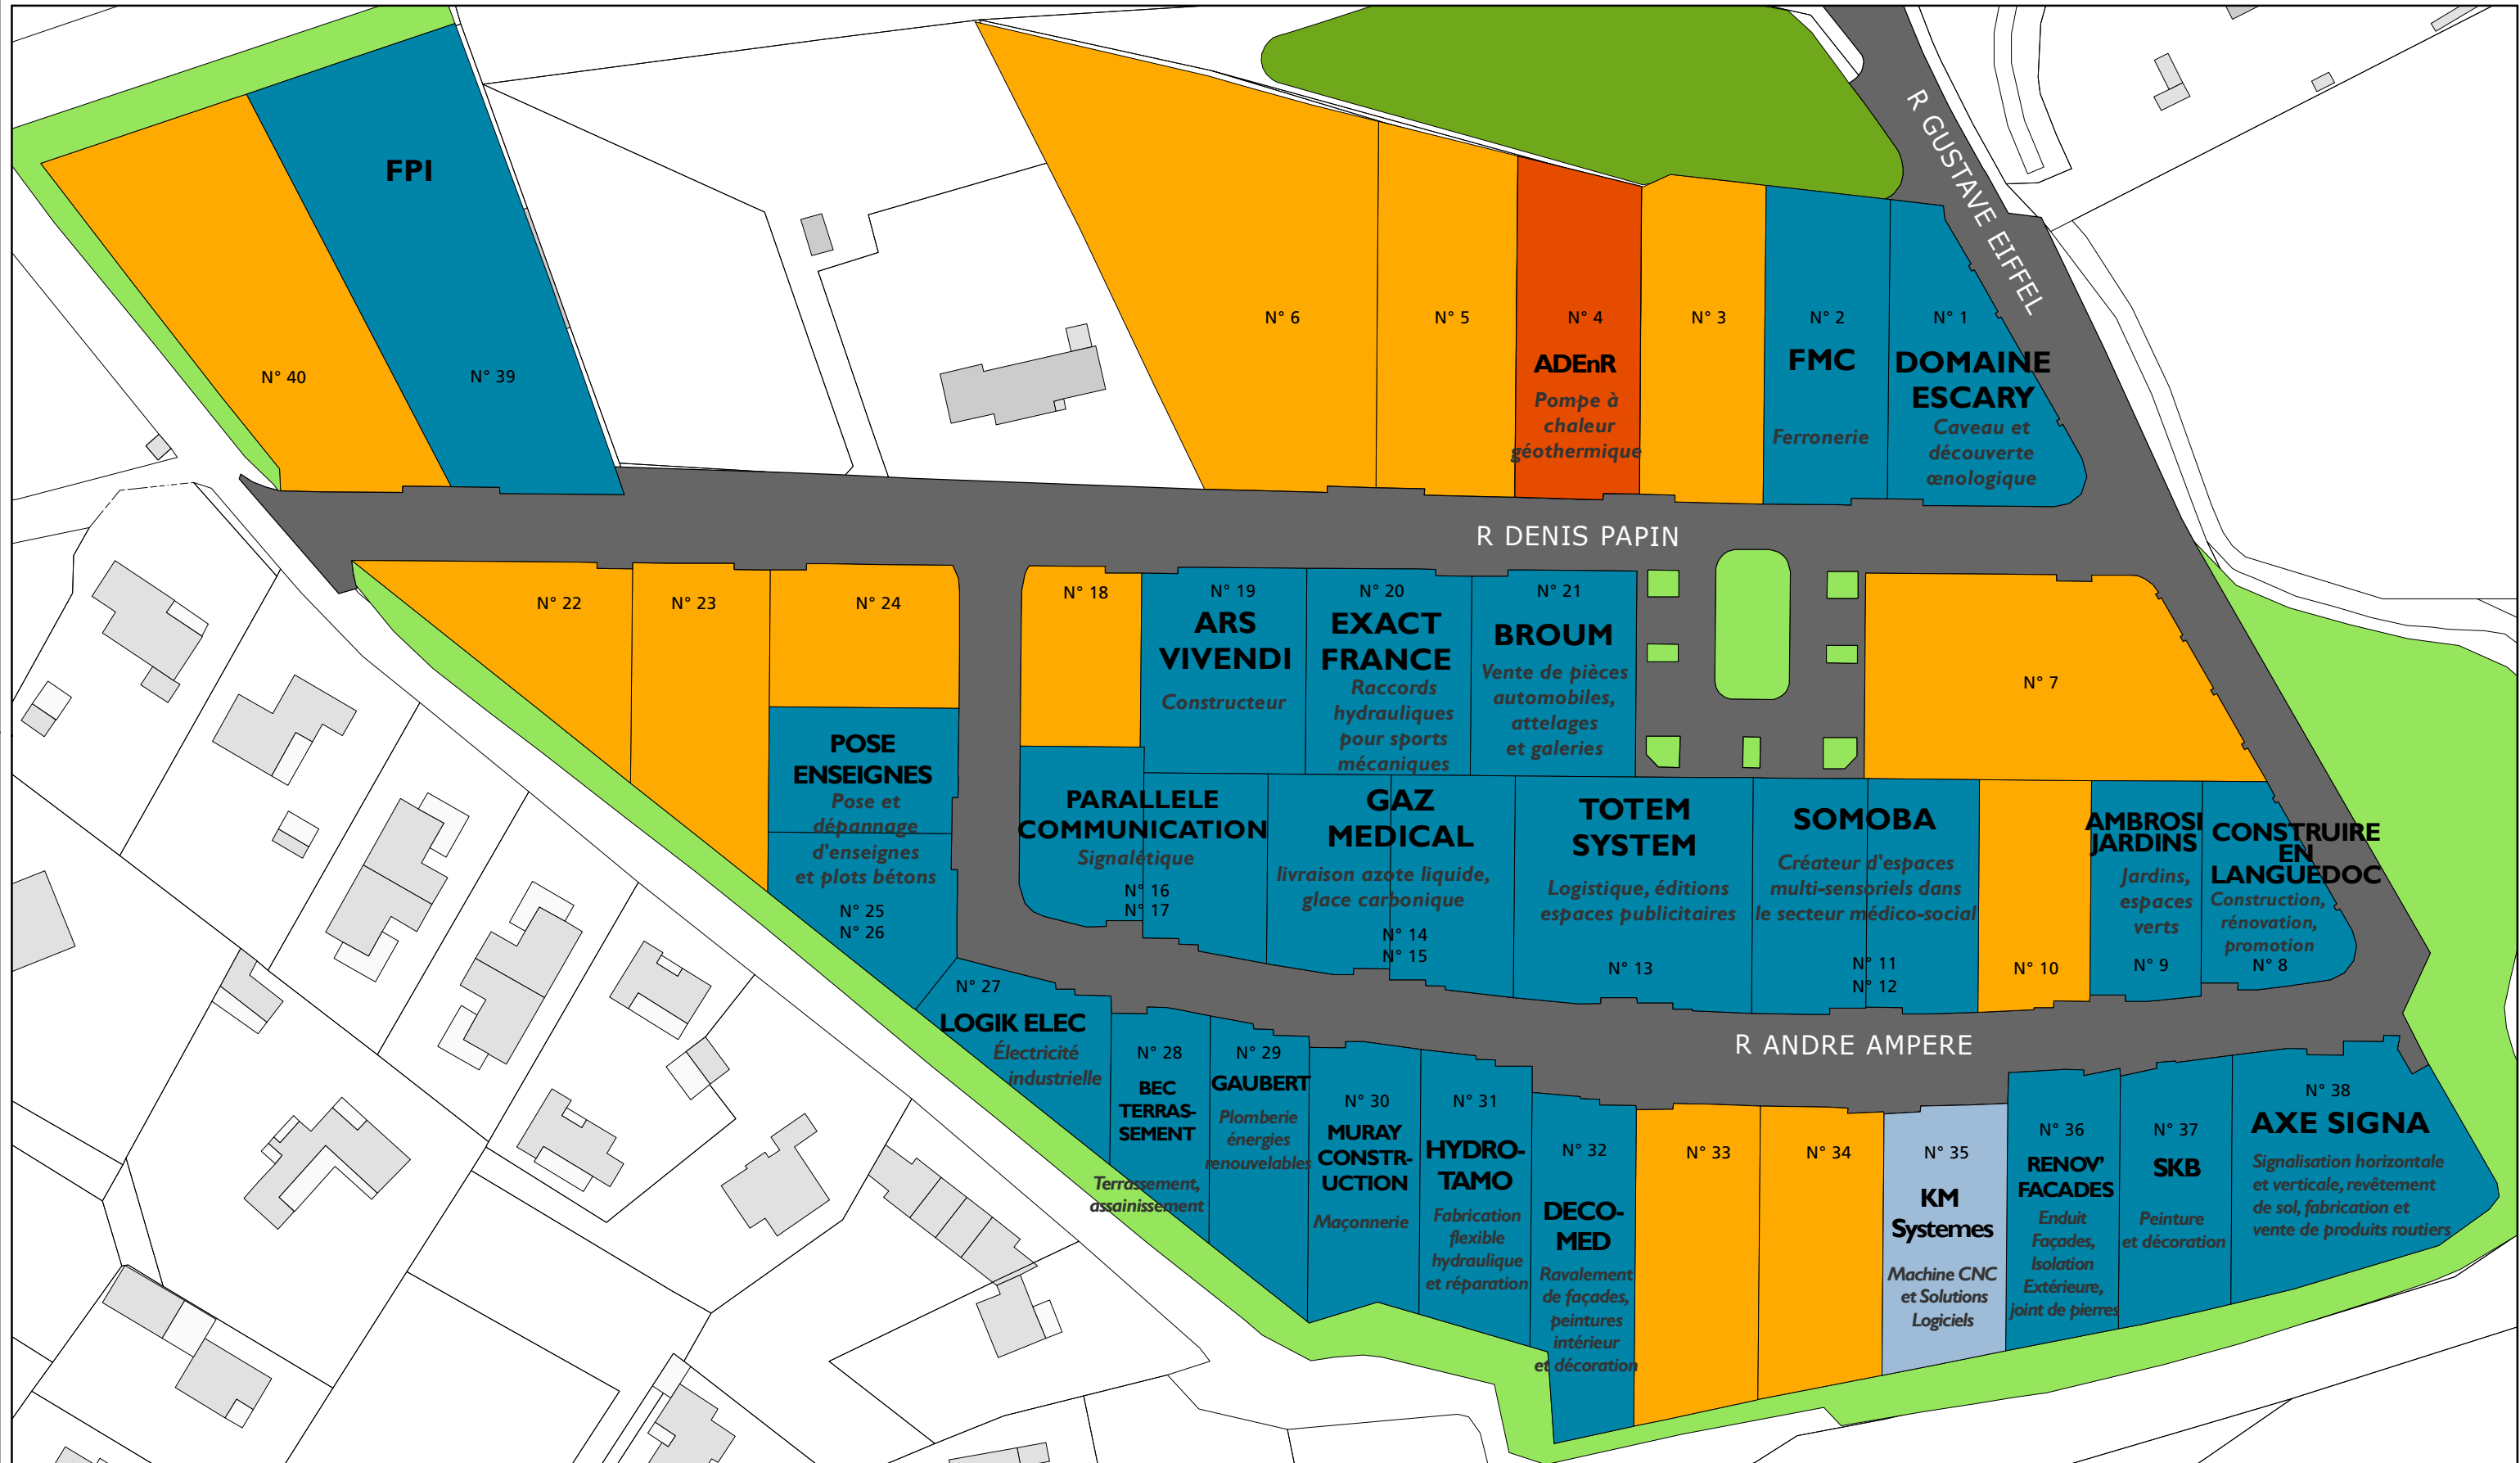 R GUSTAVE EIFFEL
FPI
N° 40
N° 39
N° 6
N° 5
N° 4
ADEnR
Pompe à
chaleur
géothermique
N° 3
N° 2
FMC
Ferronerie
N° 1
DOMAINE
ESCARY
Caveau et
découverte
œnologique
R DENIS PAPIN
N° 22
N° 23
N° 24
N° 18
N° 19
ARS
VIVENDI
Constructeur
N° 20
EXACT
FRANCE
Raccords
hydrauliques
pour sports
mécaniques
N° 21
BROUM
Vente de pièces
automobiles,
attelages
et galeries
N° 7
POSE
ENSEIGNES
Pose et
dépannage
d'enseignes
et plots bétons
N° 25
N° 26
PARALLELE
COMMUNICATION
Signalétique
N° 16
N° 17
GAZ
MEDICAL
livraison azote liquide,
glace carbonique
N° 14
N° 15
TOTEM
SYSTEM
Logistique, éditions
espaces publicitaires
N° 13
SOMOBA
Créateur d'espaces
multi-sensoriels dans
le secteur médico-social
N° 11
N° 12
N° 10
AMBROSI
JARDINS
Jardins,
espaces
verts
N° 9
CONSTRUIRE
EN
LANGUEDOC
Construction,
rénovation,
promotion
N° 8
R ANDRE AMPERE
N° 27
LOGIK ELEC
Électricité
industrielle
N° 28
BEC
TERRAS-
SEMENT
Terrassement,
assainissement
N° 29
GAUBERT
Plomberie
énergies
renouvelables
N° 30
MURAY
CONSTR-
UCTION
Maçonnerie
N° 31
HYDRO-
TAMO
Fabrication
flexible
hydraulique
et réparation
N° 32
DECO-
MED
Ravalement
de façades,
peintures
intérieur
et décoration
N° 33
N° 34
N° 35
KM
Systemes
Machine CNC
et Solutions
Logiciels
N° 36
RENOV'
FACADES
Enduit
Façades,
Isolation
Extérieure,
joint de pierres
N° 37
SKB
Peinture
et décoration
N° 38
AXE SIGNA
Signalisation horizontale
et verticale, revêtement
de sol, fabrication et
vente de produits routiers